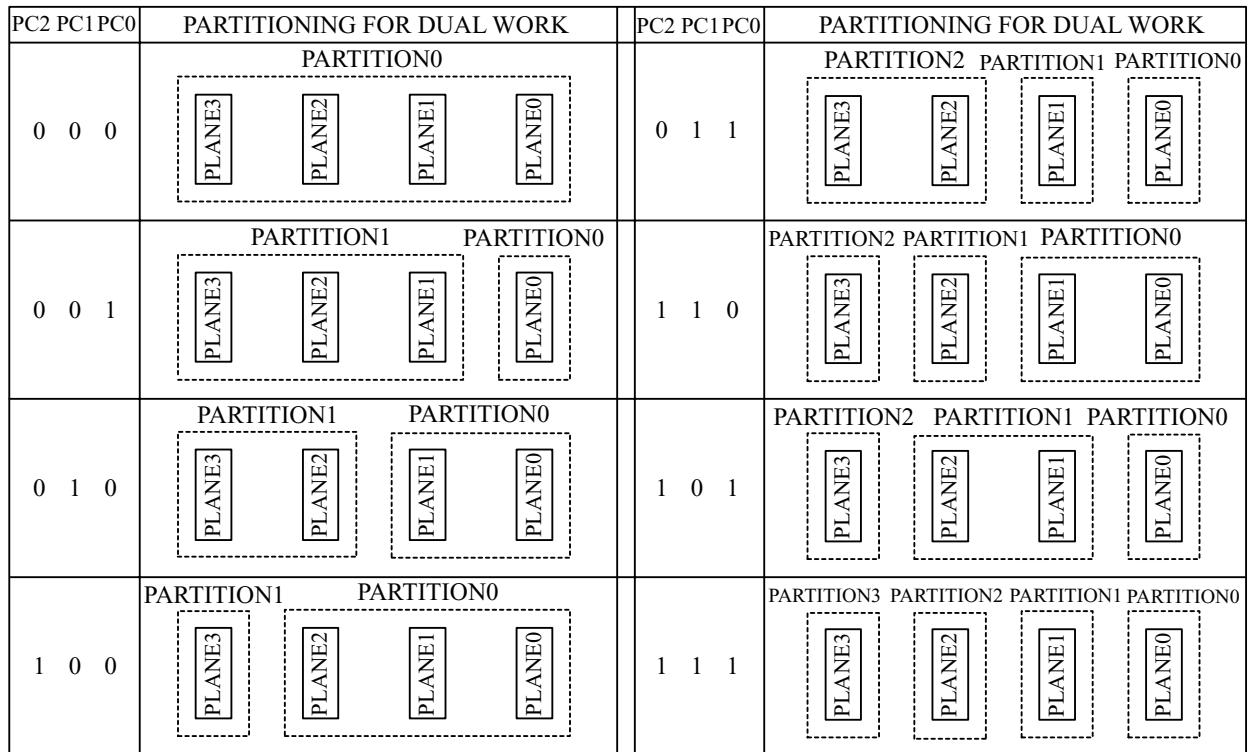 PC2 PC1 PC0 PARTITIONING FOR DUAL WORK PC2 PC1 PC0 PARTITIONING FOR DUAL WORK
PARTITION0
0 0 0
PLANE3 PLANE2 PLANE1 PLANE0
PARTITION2 PARTITION1 PARTITION0
0 1 1
PLANE3 PLANE2 PLANE1 PLANE0
PARTITION1 PARTITION0
0 0 1
PLANE3 PLANE2 PLANE1 PLANE0
PARTITION2 PARTITION1 PARTITION0
1 1 0
PLANE3 PLANE2 PLANE1 PLANE0
PARTITION1 PARTITION0
0 1 0
PLANE3 PLANE2 PLANE1 PLANE0
PARTITION2 PARTITION1 PARTITION0
1 0 1
PLANE3 PLANE2 PLANE1 PLANE0
PARTITION1 PARTITION0
1 0 0
PLANE3 PLANE2 PLANE1 PLANE0
PARTITION3 PARTITION2 PARTITION1 PARTITION0
1 1 1
PLANE3 PLANE2 PLANE1 PLANE0